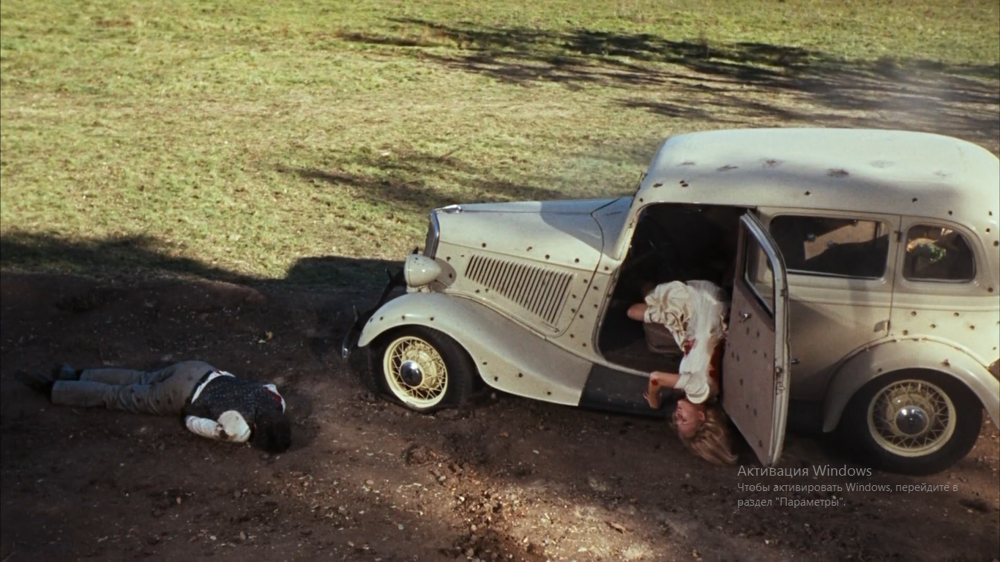 Активация Windows
Чтобы активировать Windows, перейдите в
раздел "Параметры".